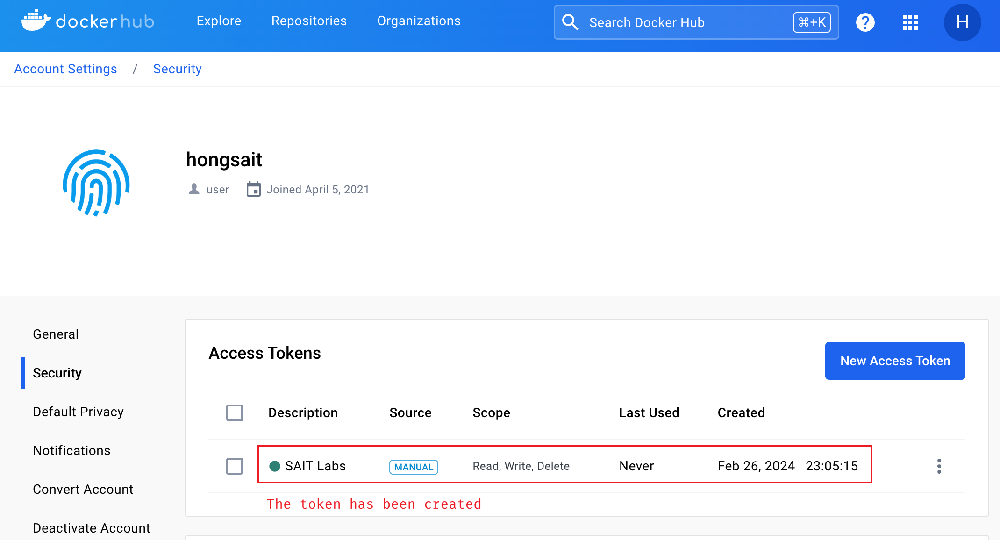 docker hub Explore Repositories Organizations Search Docker Hub ⌘+K ? H
Account Settings / Security
hongsait
user Joined April 5, 2021
General
Security
Default Privacy
Notifications
Convert Account
Deactivate Account
Access Tokens
New Access Token
Description Source Scope Last Used Created
SAIT Labs MANUAL Read, Write, Delete Never Feb 26, 2024 23:05:15
The token has been created